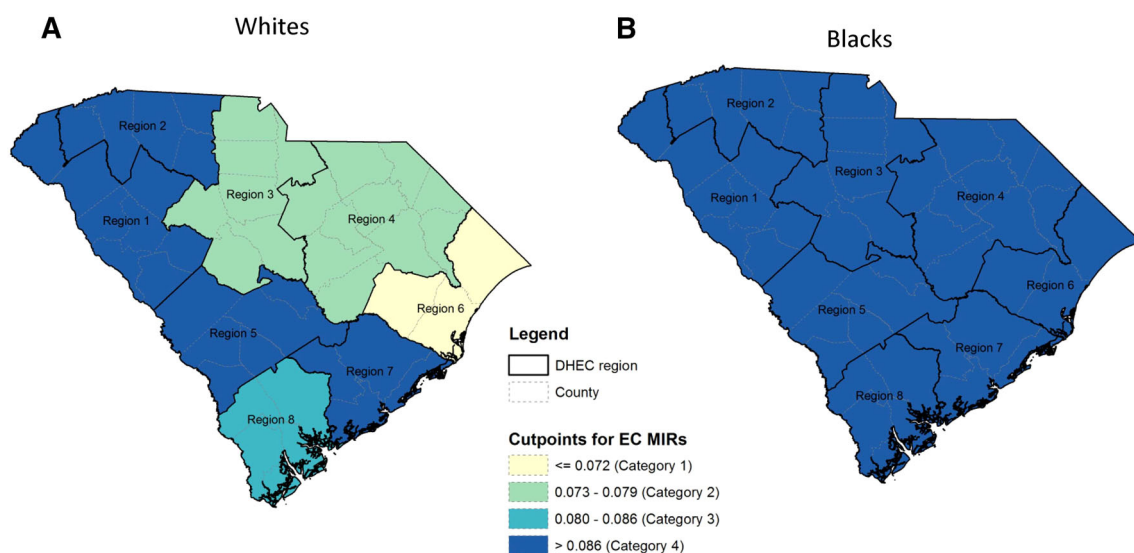 A
Whites
Region 2
Region 3
Region 1
Region 4
Region 6
Region 5
Region 7
Region 8
Legend
DHEC region
County
Cutpoints for EC MIRs
<= 0.072 (Category 1)
0.073 - 0.079 (Category 2)
0.080 - 0.086 (Category 3)
> 0.086 (Category 4)
B
Blacks
Region 2
Region 3
Region 1
Region 4
Region 6
Region 5
Region 7
Region 8